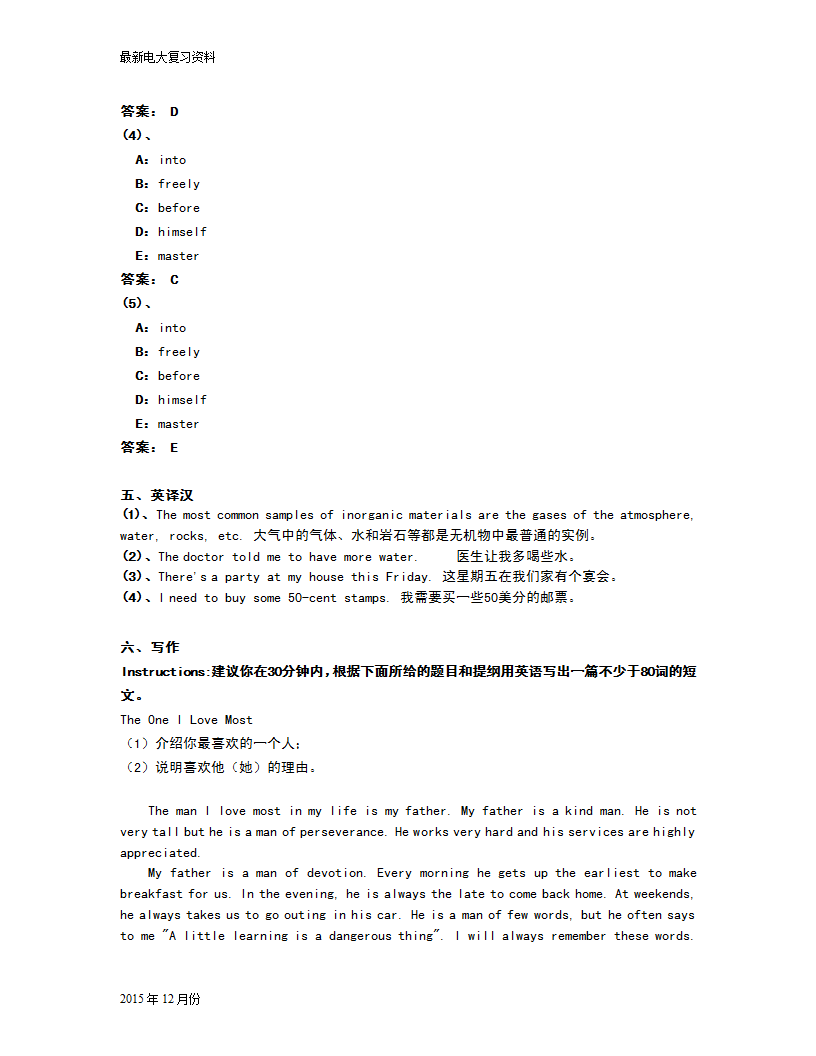 最新电大复习资料
答案： D
(4)、
A：into
B：freely
C：before
D：himself
E：master
答案： C
(5)、
A：into
B：freely
C：before
D：himself
E：master
答案： E
五、英译汉
(1)、The most common samples of inorganic materials are the gases of the atmosphere,
water, rocks, etc. 大气中的气体、水和岩石等都是无机物中最普通的实例。
(2)、The doctor told me to have more water. 医生让我多喝些水。
(3)、There's a party at my house this Friday. 这星期五在我们家有个宴会。
(4)、I need to buy some 50-cent stamps. 我需要买一些50美分的邮票。
六、写作
Instructions:建议你在30分钟内，根据下面所给的题目和提纲用英语写出一篇不少于80词的短
文。
The One I Love Most
（1）介绍你最喜欢的一个人；
（2）说明喜欢他（她）的理由。
The man I love most in my life is my father. My father is a kind man. He is not
very tall but he is a man of perseverance. He works very hard and his services are highly
appreciated.
My father is a man of devotion. Every morning he gets up the earliest to make
breakfast for us. In the evening, he is always the late to come back home. At weekends,
he always takes us to go outing in his car. He is a man of few words, but he often says
to me "A little learning is a dangerous thing". I will always remember these words.
2015 年 12 月份